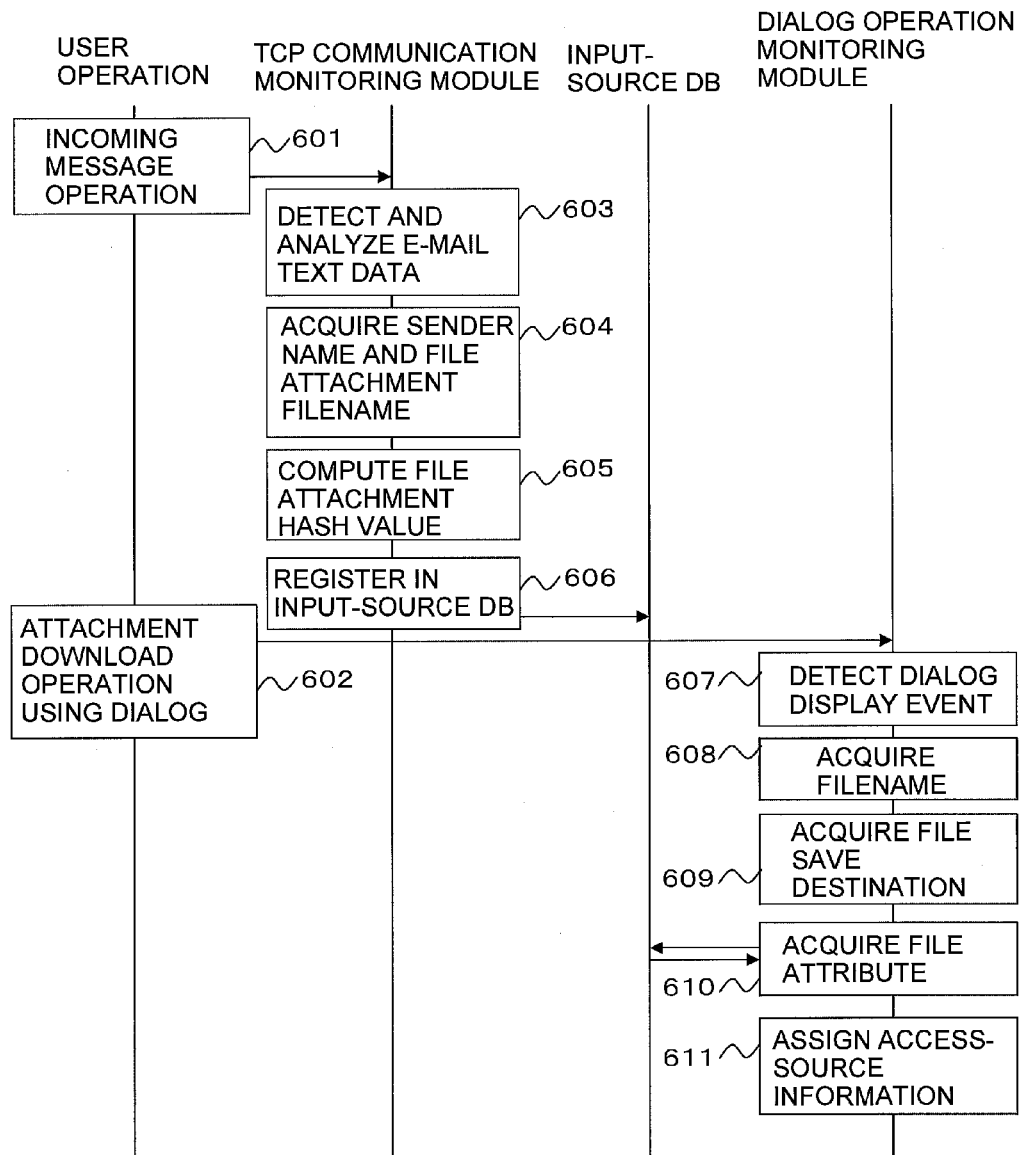 USER
OPERATION
TCP COMMUNICATION
MONITORING MODULE
INPUT-
SOURCE DB
DIALOG OPERATION
MONITORING
MODULE
INCOMING
MESSAGE
OPERATION
601
DETECT AND
ANALYZE E-MAIL
TEXT DATA
603
ACQUIRE SENDER
NAME AND FILE
ATTACHMENT
FILENAME
604
COMPUTE FILE
ATTACHMENT
HASH VALUE
605
REGISTER IN
INPUT-SOURCE DB
606
ATTACHMENT
DOWNLOAD
OPERATION
USING DIALOG
602
607
DETECT DIALOG
DISPLAY EVENT
608
ACQUIRE
FILENAME
609
ACQUIRE FILE
SAVE
DESTINATION
610
ACQUIRE FILE
ATTRIBUTE
611
ASSIGN ACCESS-
SOURCE
INFORMATION